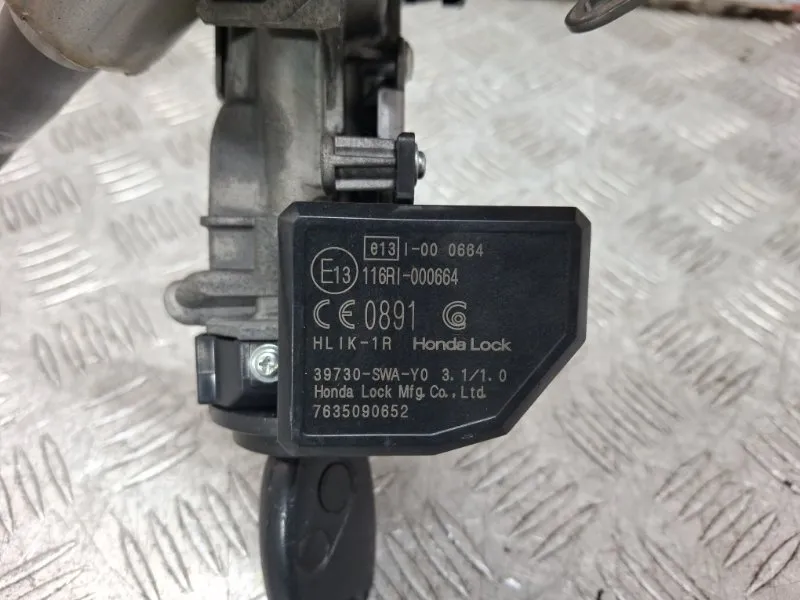 e13 I-00 0664
E13 116RI-000664
CE 0891
HLIK-1R Honda Lock
39730-SWA-Y0 3.1/1.0
Honda Lock Mfg. Co., Ltd.
7635090652